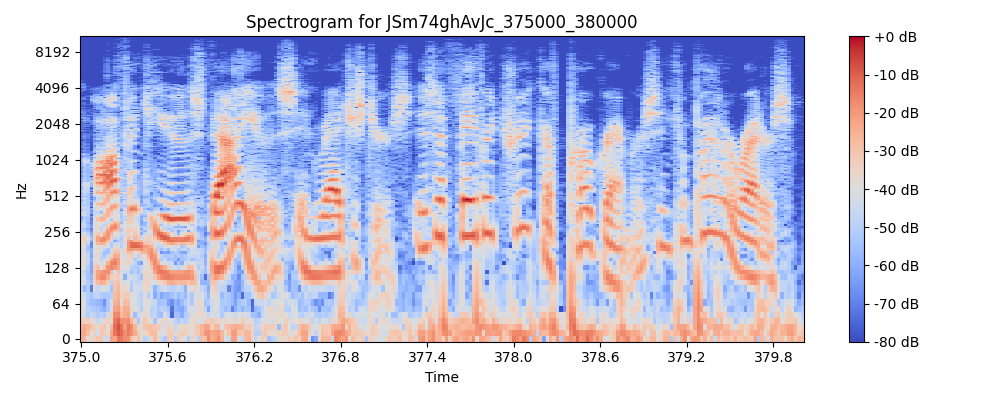 Spectrogram for JSm74ghAvJc_375000_380000
Hz
8192
4096
2048
1024
512
256
128
64
0
375.0 375.6 376.2 376.8 377.4 378.0 378.6 379.2 379.8
Time
+0 dB
-10 dB
-20 dB
-30 dB
-40 dB
-50 dB
-60 dB
-70 dB
-80 dB